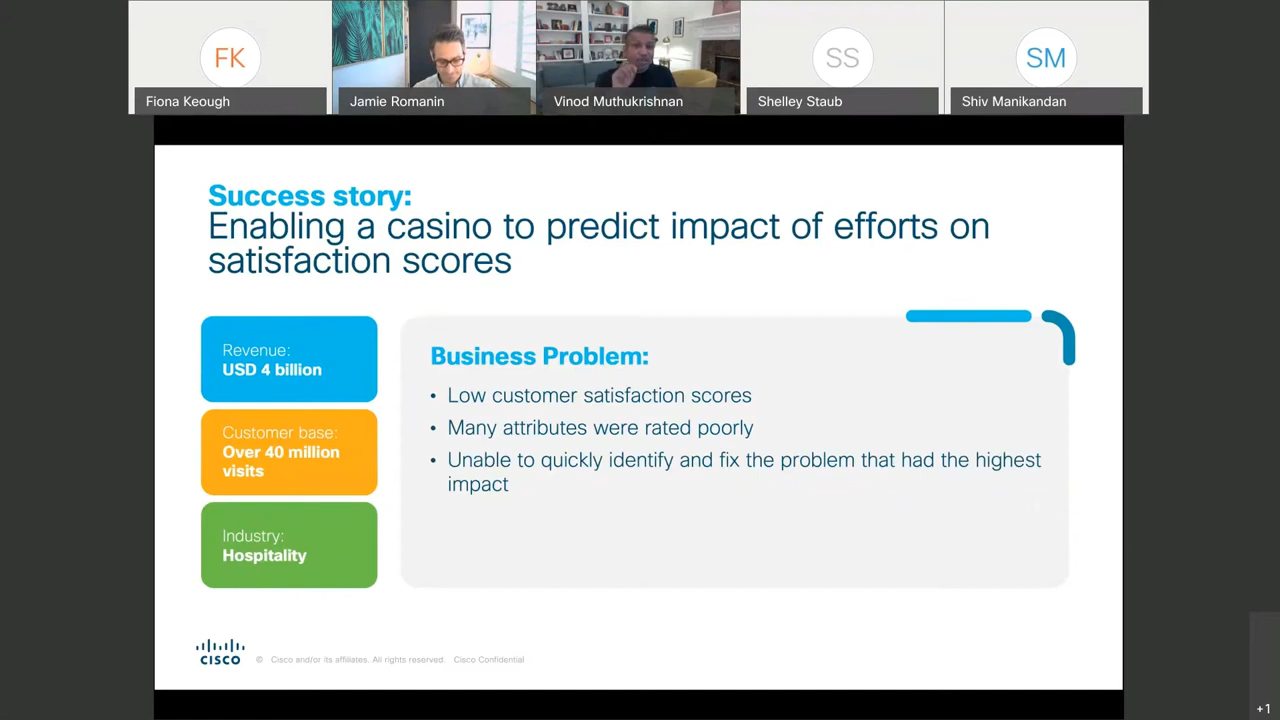 FK
SS
SM
Fiona Keough
Jamie Romanin
Vinod Muthukrishnan
Shelley Staub
Shiv Manikandan
Success story:
Enabling a casino to predict impact of efforts on
satisfaction scores
Revenue:
USD 4 billion
Customer base:
Over 40 million
visits
Industry:
Hospitality
Business Problem:
• Low customer satisfaction scores
• Many attributes were rated poorly
• Unable to quickly identify and fix the problem that had the highest
impact
CISCO
© Cisco and/or its affiliates. All rights reserved. Cisco Confidential
+1